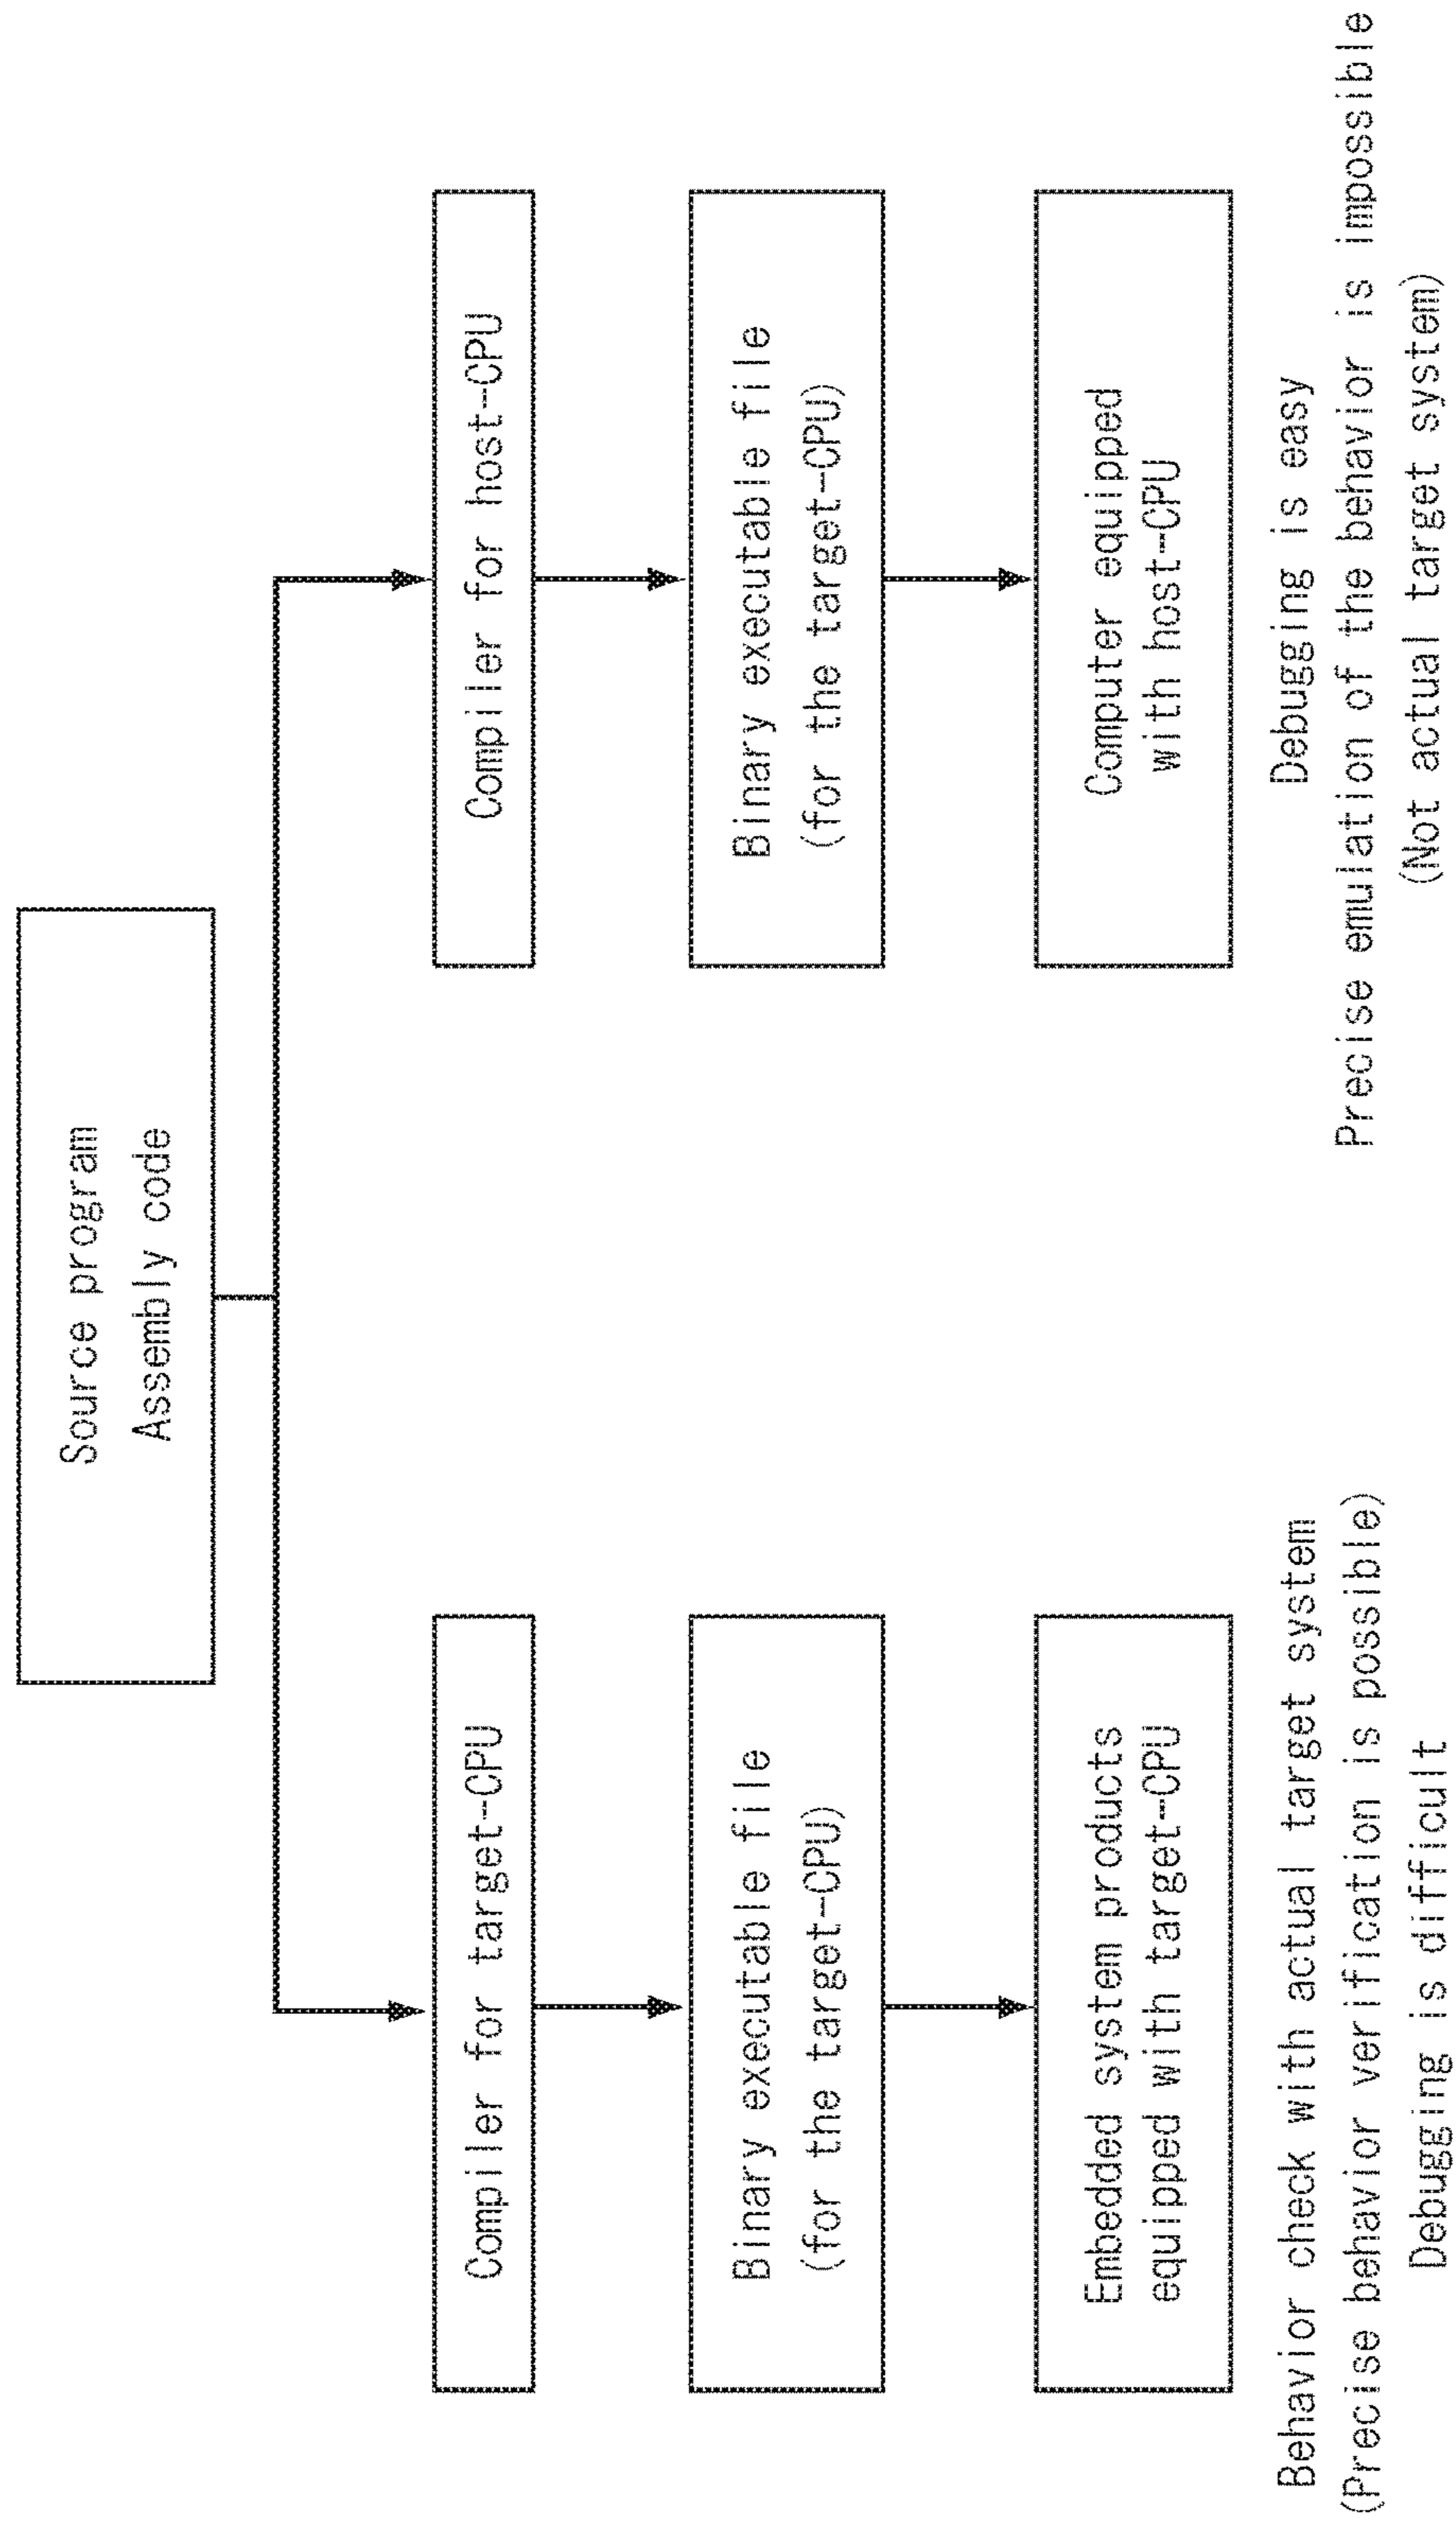 Source program
Assembly code
Compiler for target-CPU
Binary executable file
(for the target-CPU)
Embedded system products
equipped with target-CPU
Behavior check with actual target system
(Precise behavior verification is possible)
Debugging is difficult
Compiler for host-CPU
Binary executable file
(for the target-CPU)
Computer equipped
with host-CPU
Debugging is easy
Precise emulation of the behavior is impossible
(Not actual target system)